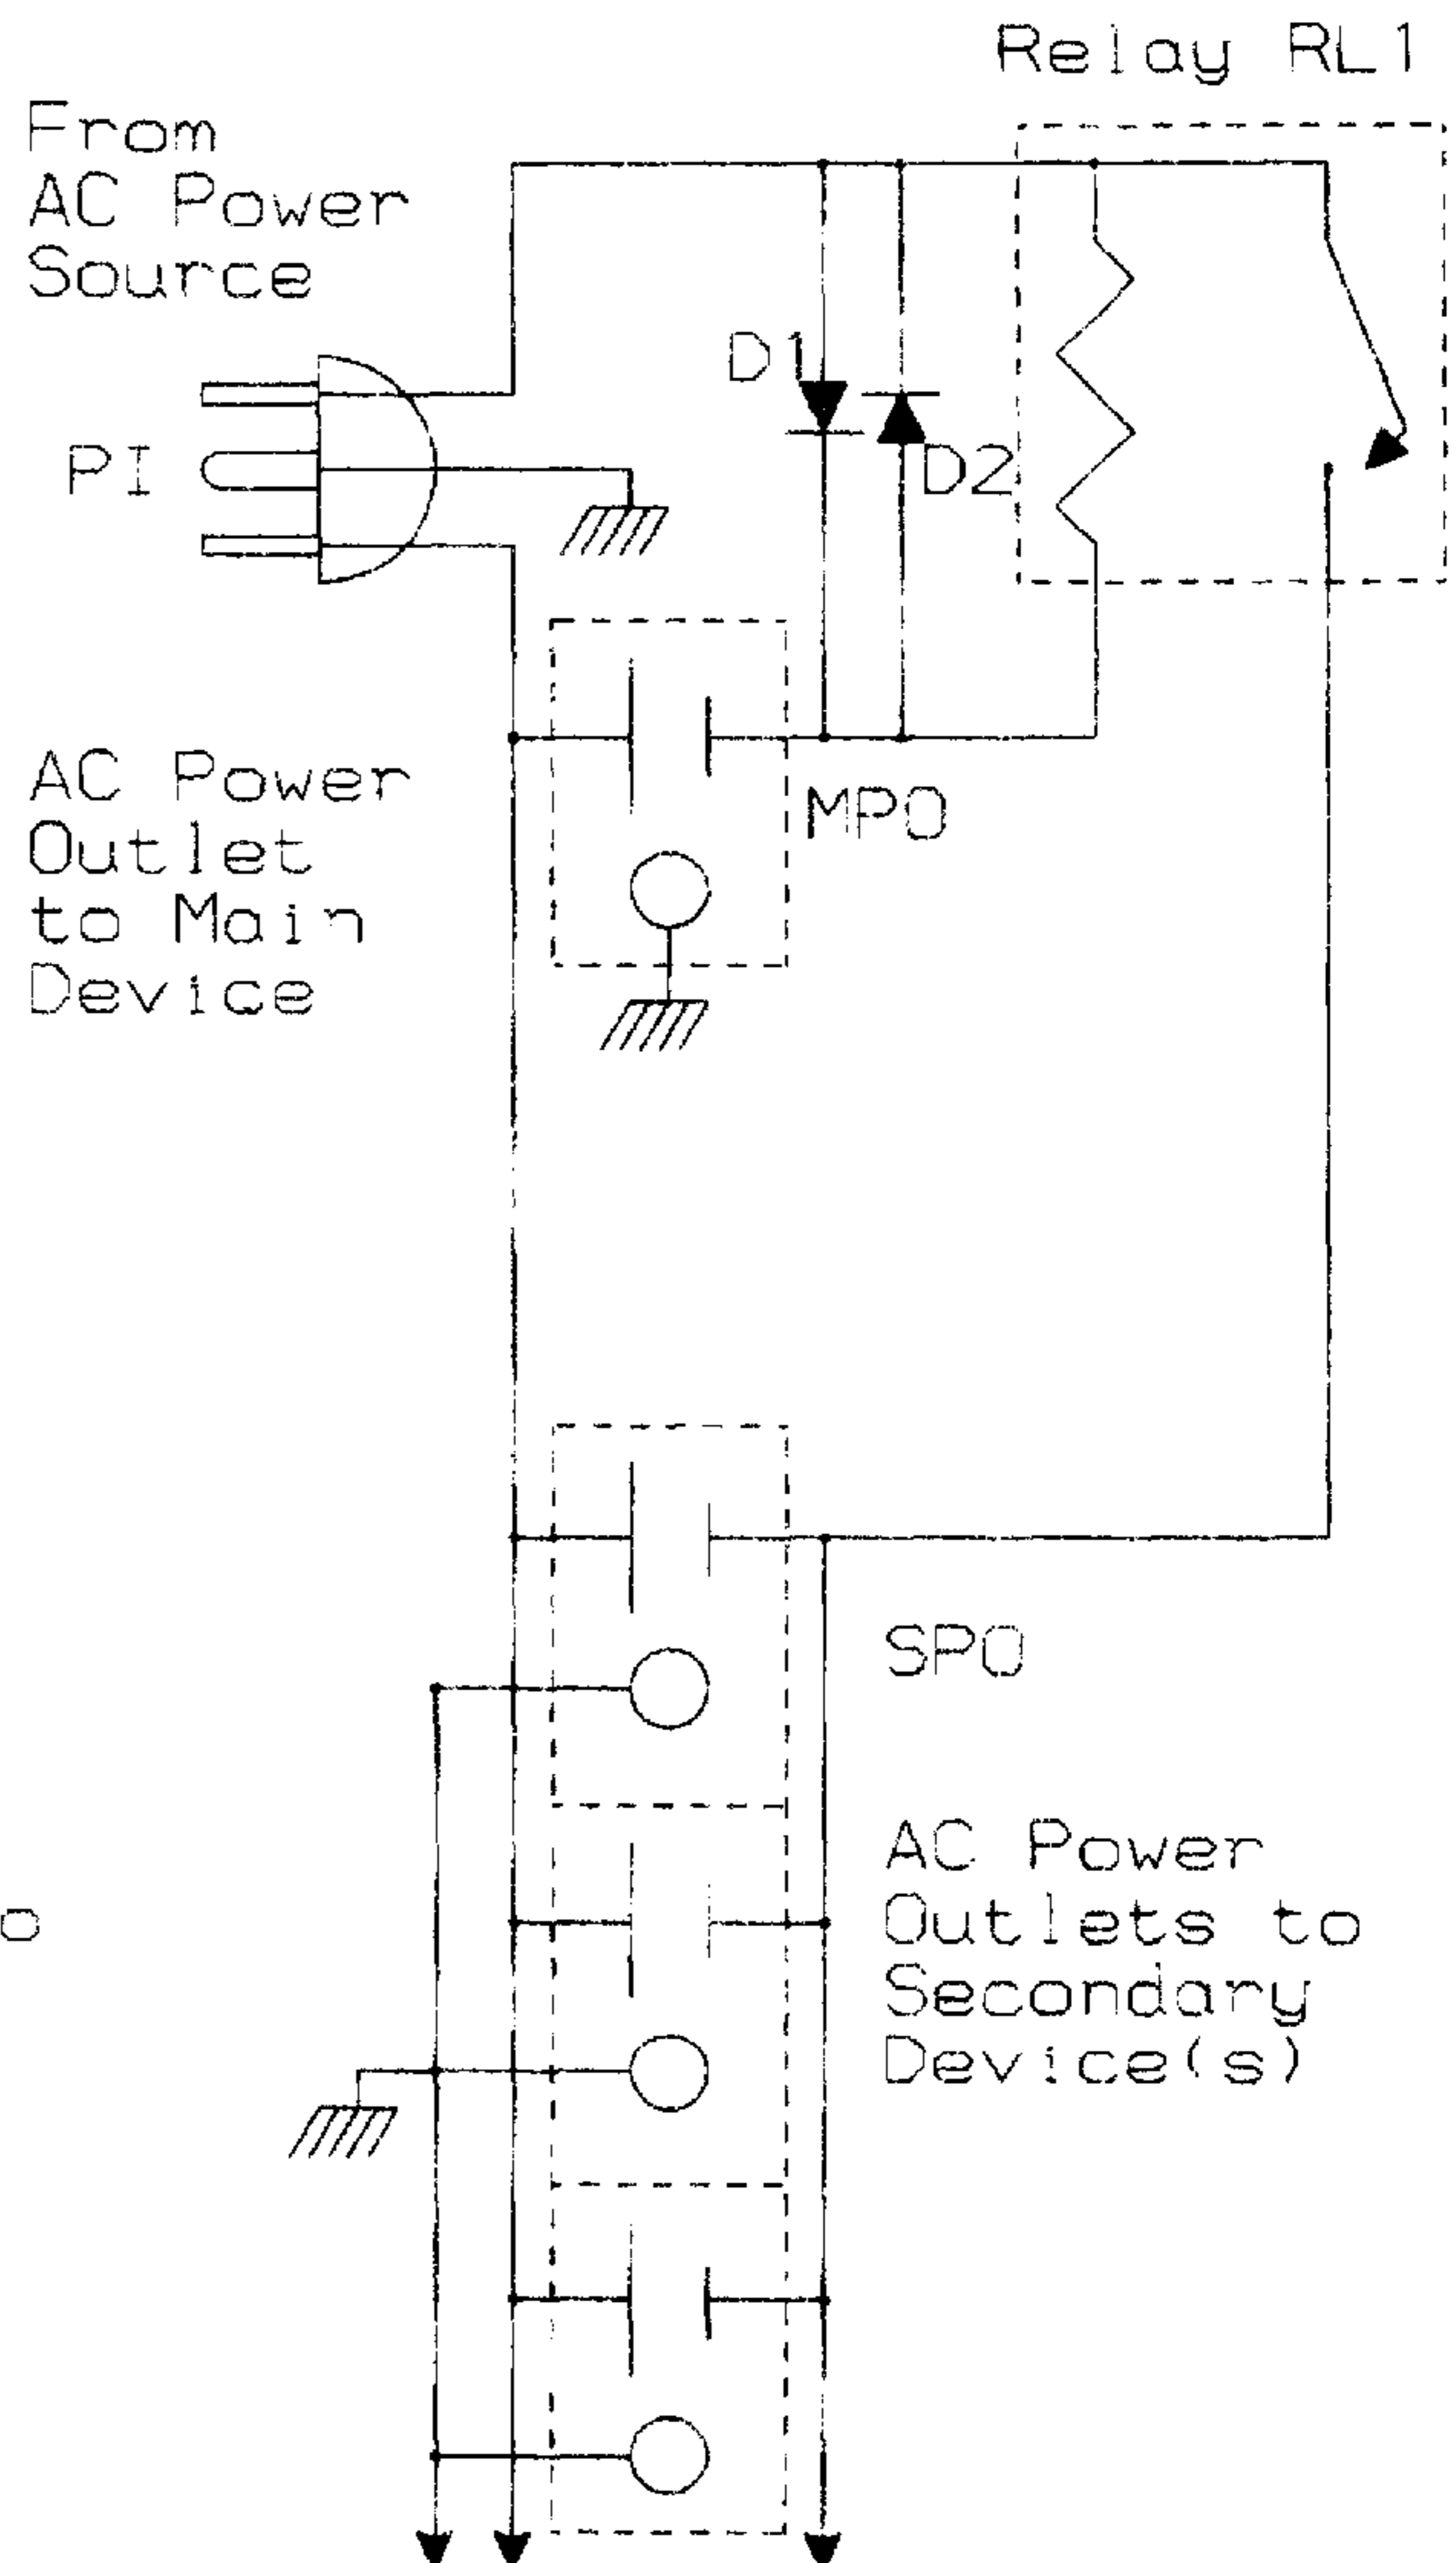 Relay RL1
From
AC Power
Source
D1
PI
D2
AC Power
Outlet
to Main
Device
MPO
SPO
AC Power
Outlets to
Secondary
Device(s)
o